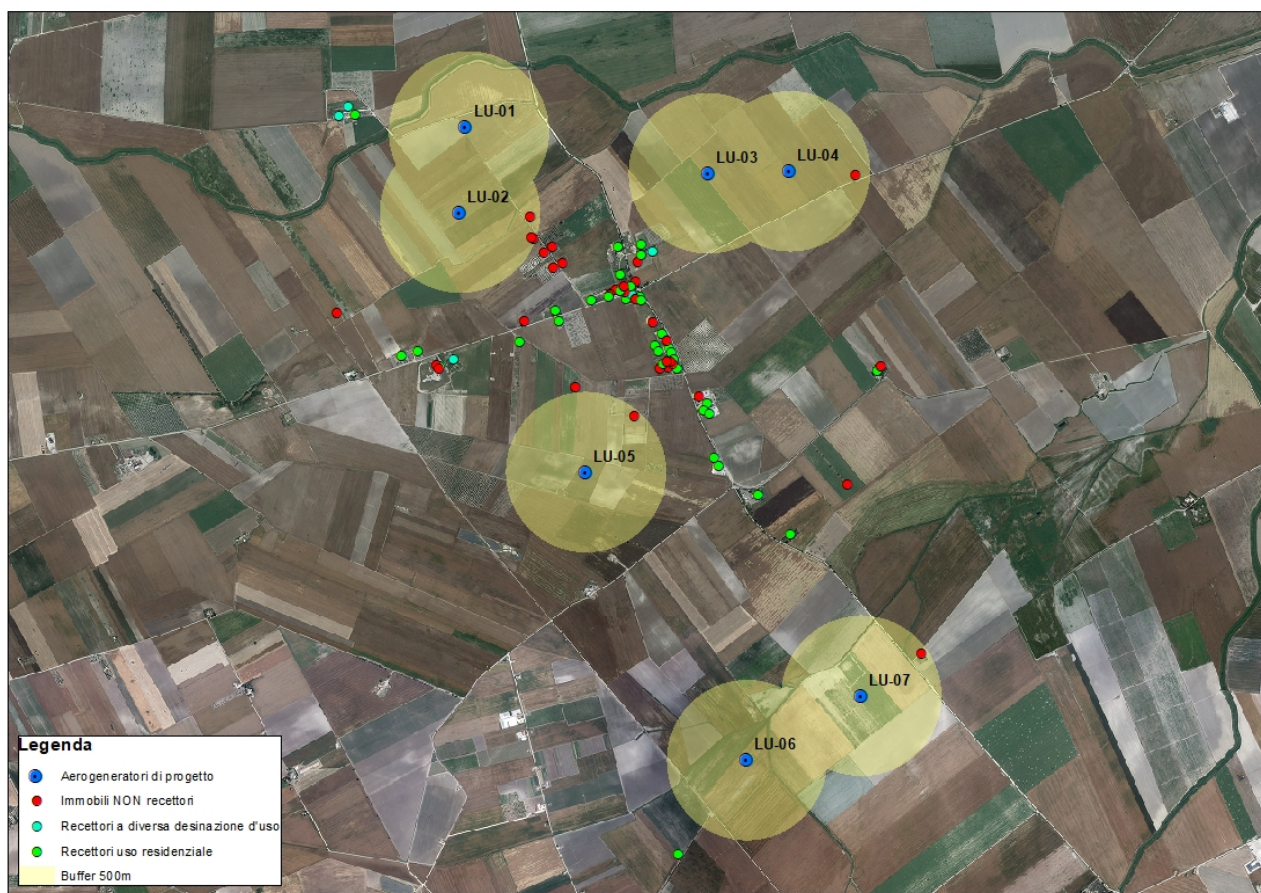 LU-01
LU-02
LU-03
LU-04
LU-05
LU-07
LU-06
Legenda
Aerogeneratori di progetto
Immobili NON recettori
Recettori a diversa desinazione d'uso
Recettori uso residenziale
Buffer 500m